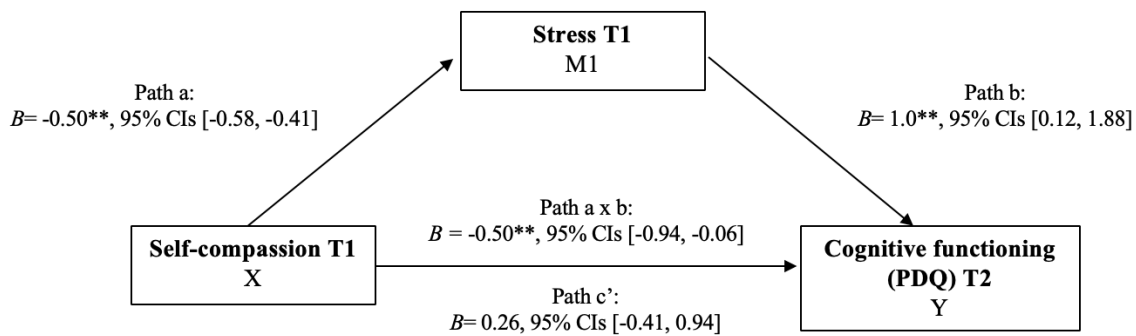 Stress T1
M1
Path a:
B= -0.50**, 95% CIs [-0.58, -0.41]
Path b:
B= 1.0**, 95% CIs [0.12, 1.88]
Path a x b:
B = -0.50**, 95% CIs [-0.94, -0.06]
Self-compassion T1
X
Cognitive functioning
(PDQ) T2
Y
Path c’:
B= 0.26, 95% CIs [-0.41, 0.94]